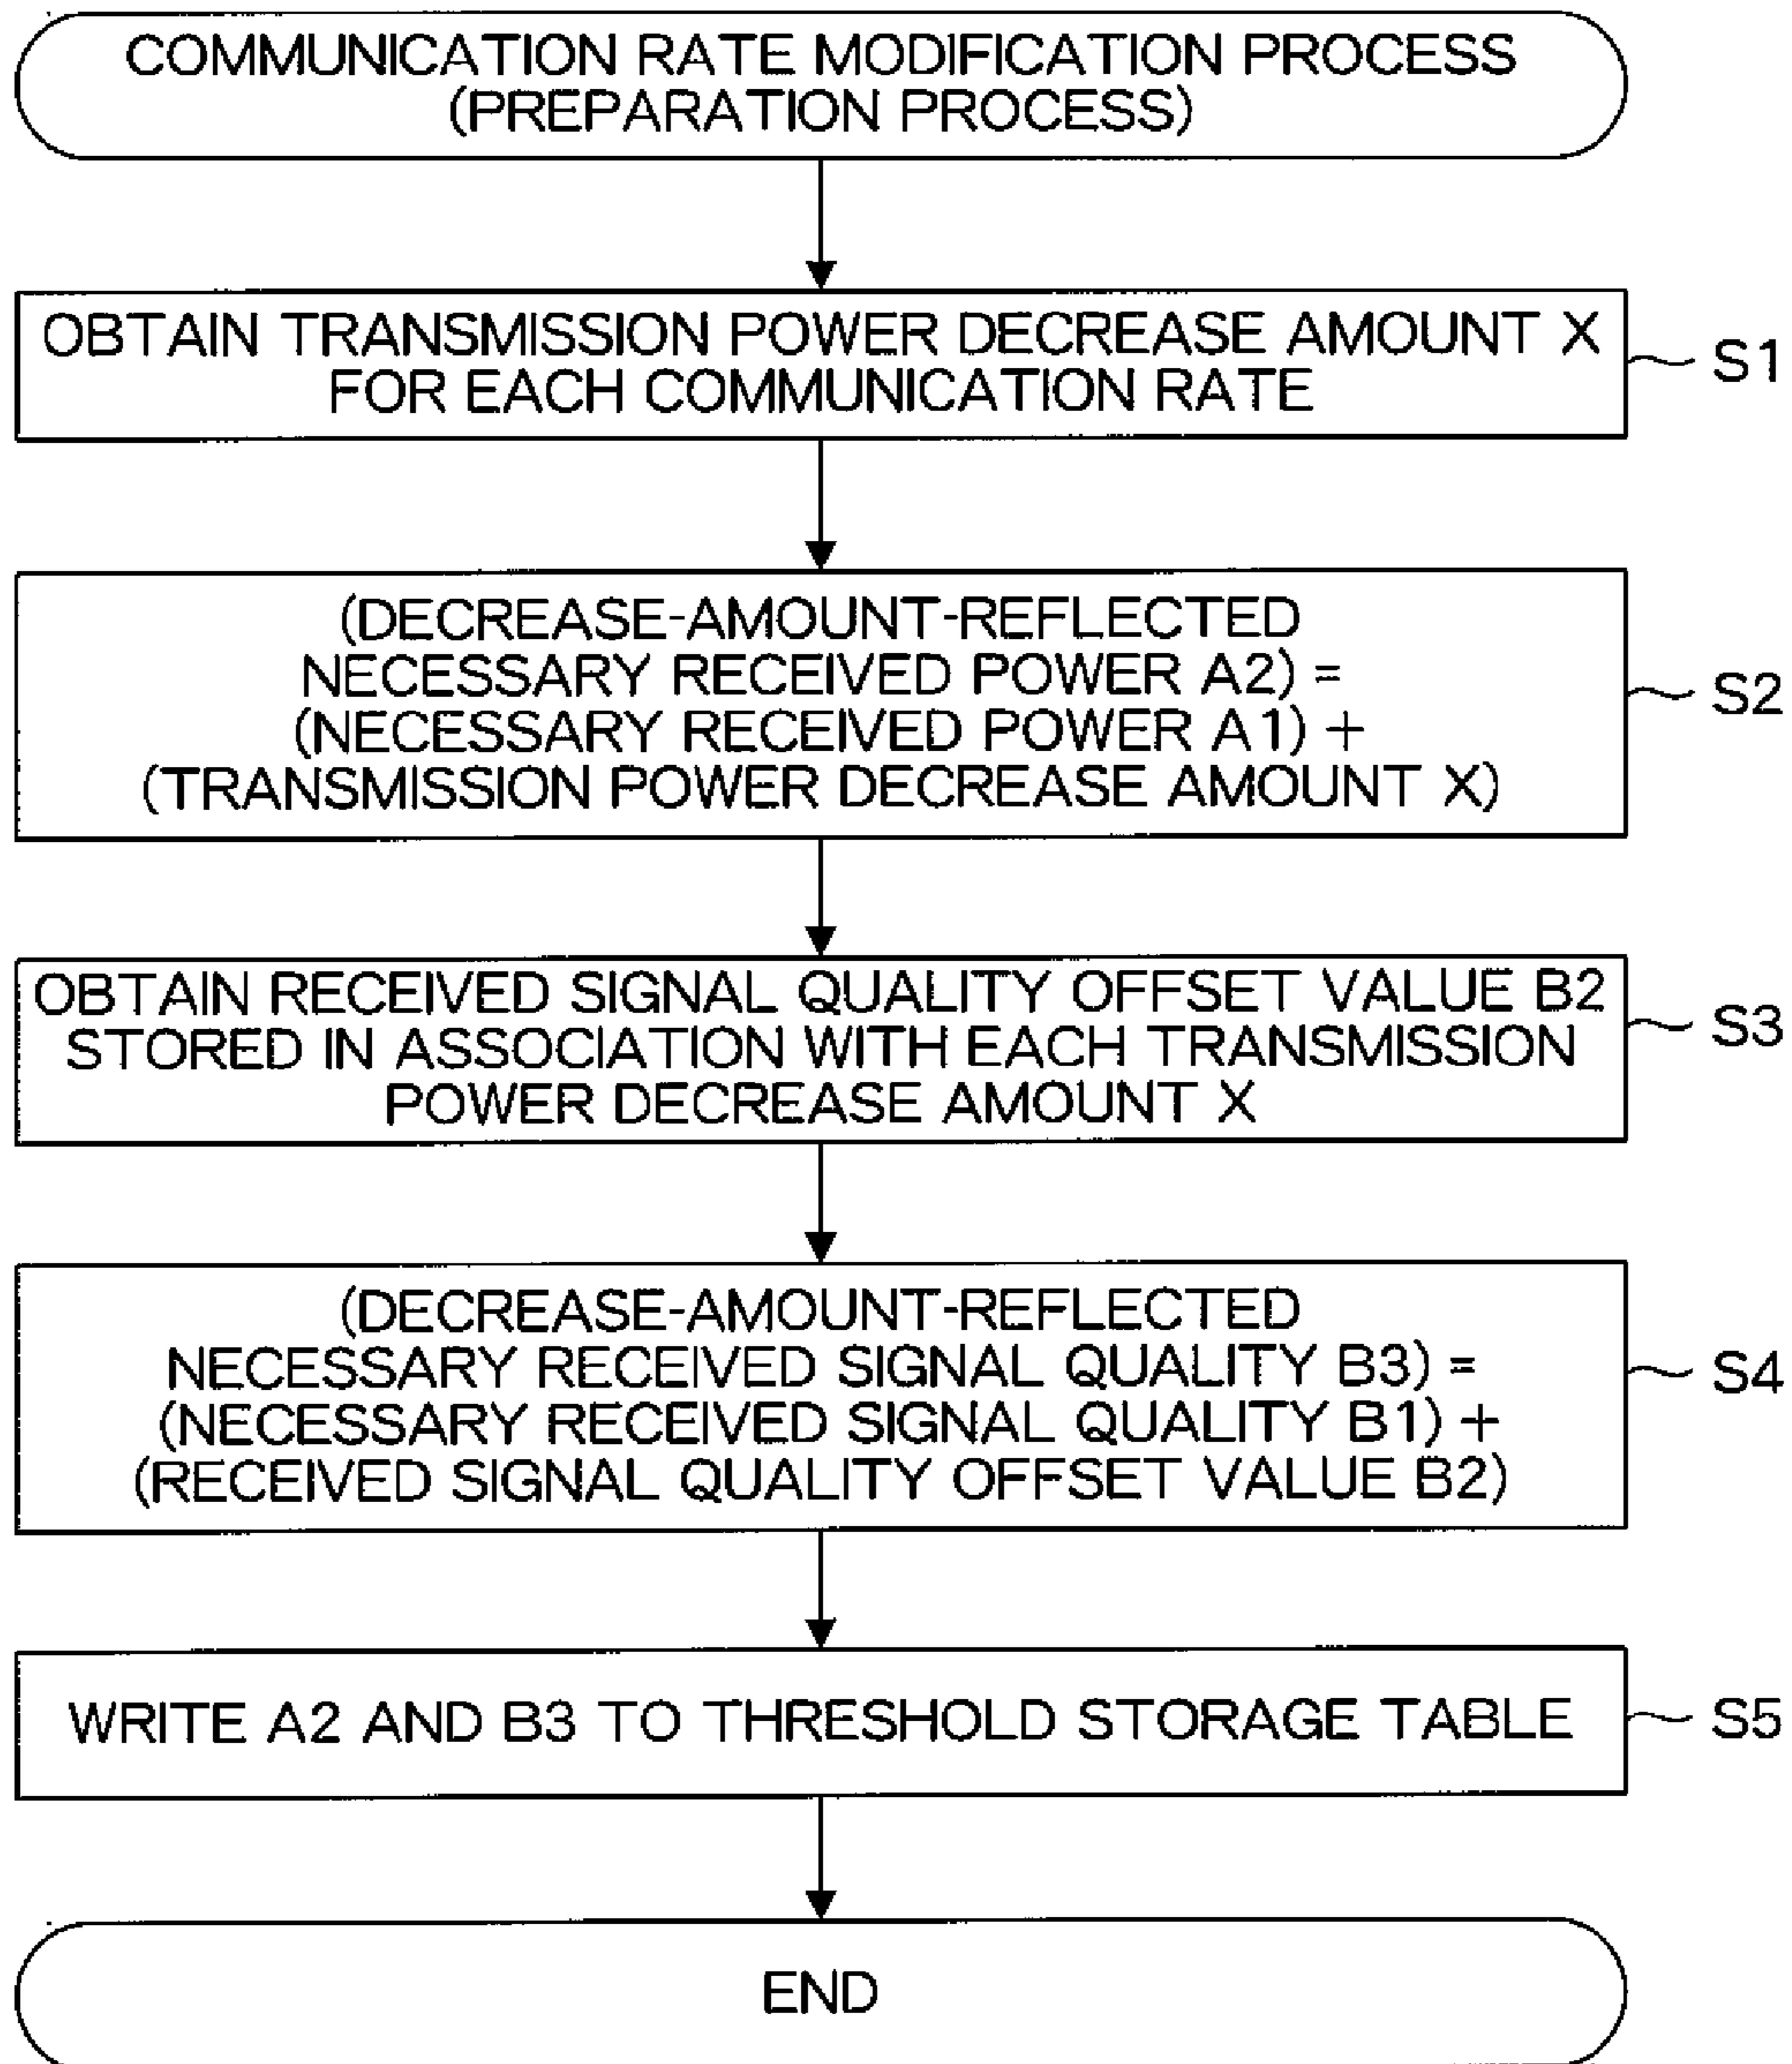 COMMUNICATION RATE MODIFICATION PROCESS
(PREPARATION PROCESS)
OBTAIN TRANSMISSION POWER DECREASE AMOUNT X
FOR EACH COMMUNICATION RATE
S1
(DECREASE-AMOUNT-REFLECTED
NECESSARY RECEIVED POWER A2) =
(NECESSARY RECEIVED POWER A1) +
(TRANSMISSION POWER DECREASE AMOUNT X)
S2
OBTAIN RECEIVED SIGNAL QUALITY OFFSET VALUE B2
STORED IN ASSOCIATION WITH EACH TRANSMISSION
POWER DECREASE AMOUNT X
S3
(DECREASE-AMOUNT-REFLECTED
NECESSARY RECEIVED SIGNAL QUALITY B3) =
(NECESSARY RECEIVED SIGNAL QUALITY B1) +
(RECEIVED SIGNAL QUALITY OFFSET VALUE B2)
S4
WRITE A2 AND B3 TO THRESHOLD STORAGE TABLE
S5
END